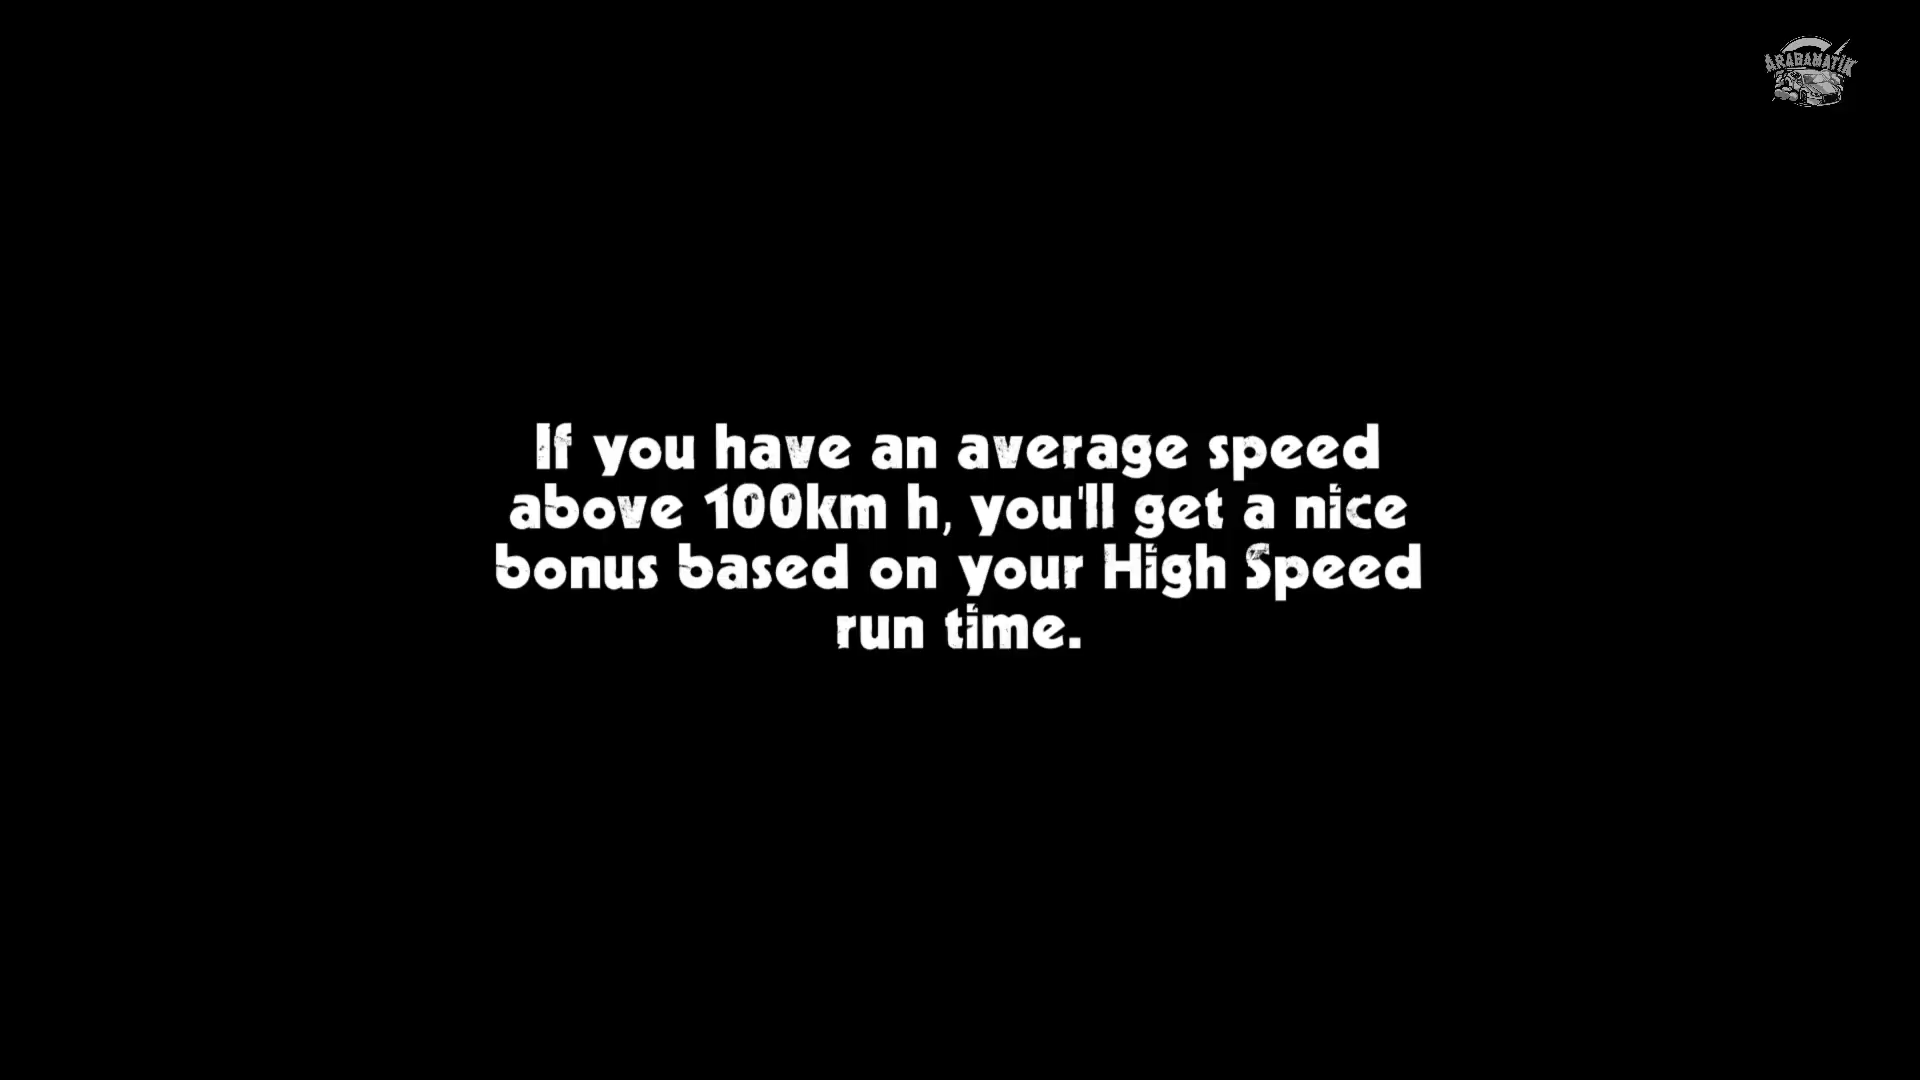 ARABAMATIK
If you have an average speed
above 100km h, you'll get a nice
bonus based on your High Speed
run time.